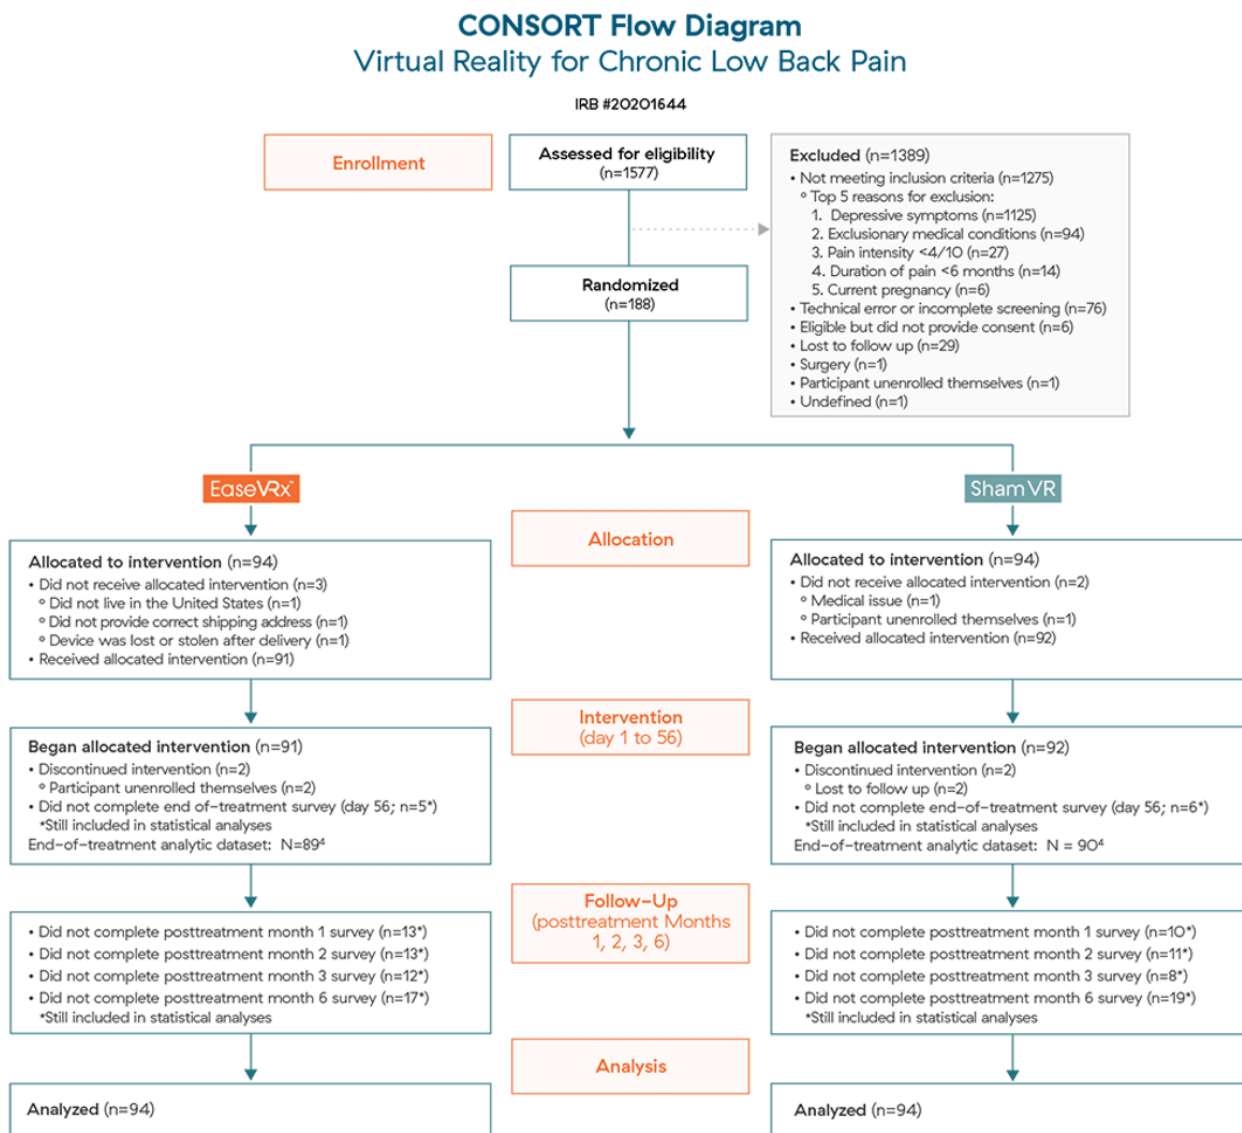 CONSORT Flow Diagram
Virtual Reality for Chronic Low Back Pain
IRB #20201644
Enrollment
Assessed for eligibility
(n=1577)
Excluded (n=1389)
• Not meeting inclusion criteria (n=1275)
° Top 5 reasons for exclusion:
1. Depressive symptoms (n=1125)
2. Exclusionary medical conditions (n=94)
3. Pain intensity <4/10 (n=27)
4. Duration of pain <6 months (n=14)
5. Current pregnancy (n=6)
• Technical error or incomplete screening (n=76)
• Eligible but did not provide consent (n=6)
• Lost to follow up (n=29)
• Surgery (n=1)
• Participant unenrolled themselves (n=1)
• Undefined (n=1)
Randomized
(n=188)
EaseVRx™
Sham VR
Allocation
Allocated to intervention (n=94)
• Did not receive allocated intervention (n=3)
° Did not live in the United States (n=1)
° Did not provide correct shipping address (n=1)
° Device was lost or stolen after delivery (n=1)
• Received allocated intervention (n=91)
Allocated to intervention (n=94)
• Did not receive allocated intervention (n=2)
° Medical issue (n=1)
° Participant unenrolled themselves (n=1)
• Received allocated intervention (n=92)
Intervention
(day 1 to 56)
Began allocated intervention (n=91)
• Discontinued intervention (n=2)
° Participant unenrolled themselves (n=2)
• Did not complete end of-treatment survey (day 56; n=5*)
*Still included in statistical analyses
End-of-treatment analytic dataset: N=89⁴
Began allocated intervention (n=92)
• Discontinued intervention (n=2)
° Lost to follow up (n=2)
• Did not complete end-of-treatment survey (day 56; n=6*)
*Still included in statistical analyses
End-of-treatment analytic dataset: N = 90⁴
Follow-Up
(posttreatment Months
1, 2, 3, 6)
• Did not complete posttreatment month 1 survey (n=13*)
• Did not complete posttreatment month 2 survey (n=13*)
• Did not complete posttreatment month 3 survey (n=12*)
• Did not complete posttreatment month 6 survey (n=17*)
*Still included in statistical analyses
• Did not complete posttreatment month 1 survey (n=10*)
• Did not complete posttreatment month 2 survey (n=11*)
• Did not complete posttreatment month 3 survey (n=8*)
• Did not complete posttreatment month 6 survey (n=19*)
*Still included in statistical analyses
Analysis
Analyzed (n=94)
Analyzed (n=94)